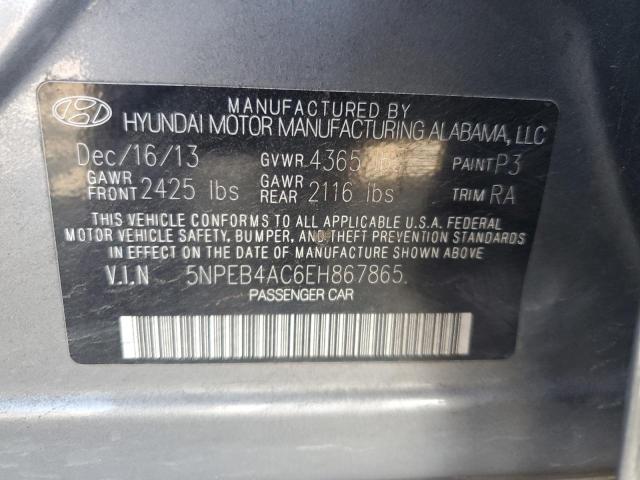 MANUFACTURED BY
HYUNDAI MOTOR MANUFACTURING ALABAMA, LLC
Dec/16/13 GVWR 4365 lbs PAINT P3
GAWR FRONT 2425 lbs GAWR REAR 2116 lbs TRIM RA
THIS VEHICLE CONFORMS TO ALL APPLICABLE U.S.A. FEDERAL
MOTOR VEHICLE SAFETY, BUMPER, AND THEFT PREVENTION STANDARDS
IN EFFECT ON THE DATE OF MANUFACTURE SHOWN ABOVE
V.I.N 5NPEB4AC6EH867865
PASSENGER CAR